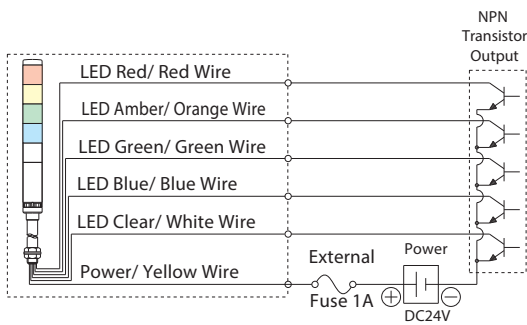 NPN
Transistor
Output
LED Red/ Red Wire
LED Amber/ Orange Wire
LED Green/ Green Wire
LED Blue/ Blue Wire
LED Clear/ White Wire
Power/ Yellow Wire
External
Fuse 1A
Power
DC24V